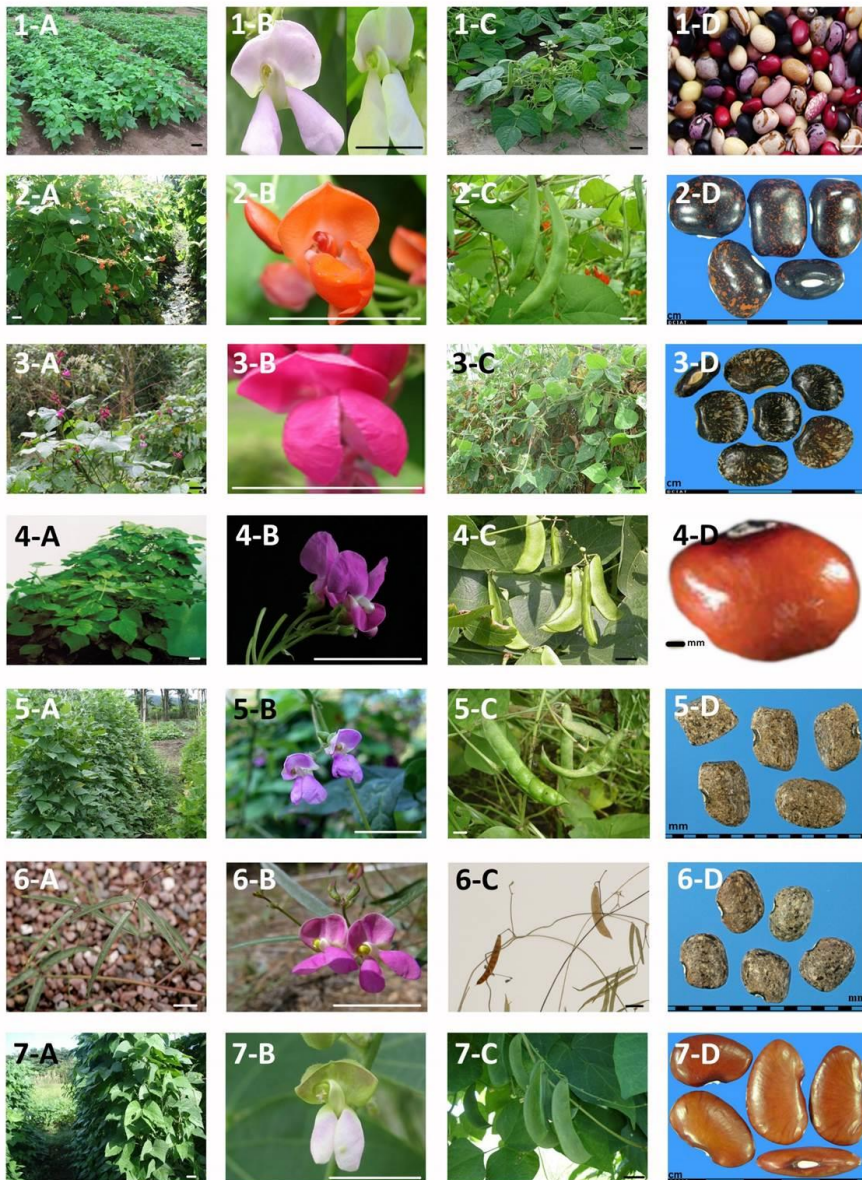 1-A 1-B 1-C 1-D
2-A 2-B 2-C 2-D
cm
3-A 3-B 3-C 3-D
cm
4-A 4-B 4-C 4-D
mm
5-A 5-B 5-C 5-D
mm
6-A 6-B 6-C 6-D
mm
7-A 7-B 7-C 7-D
cm